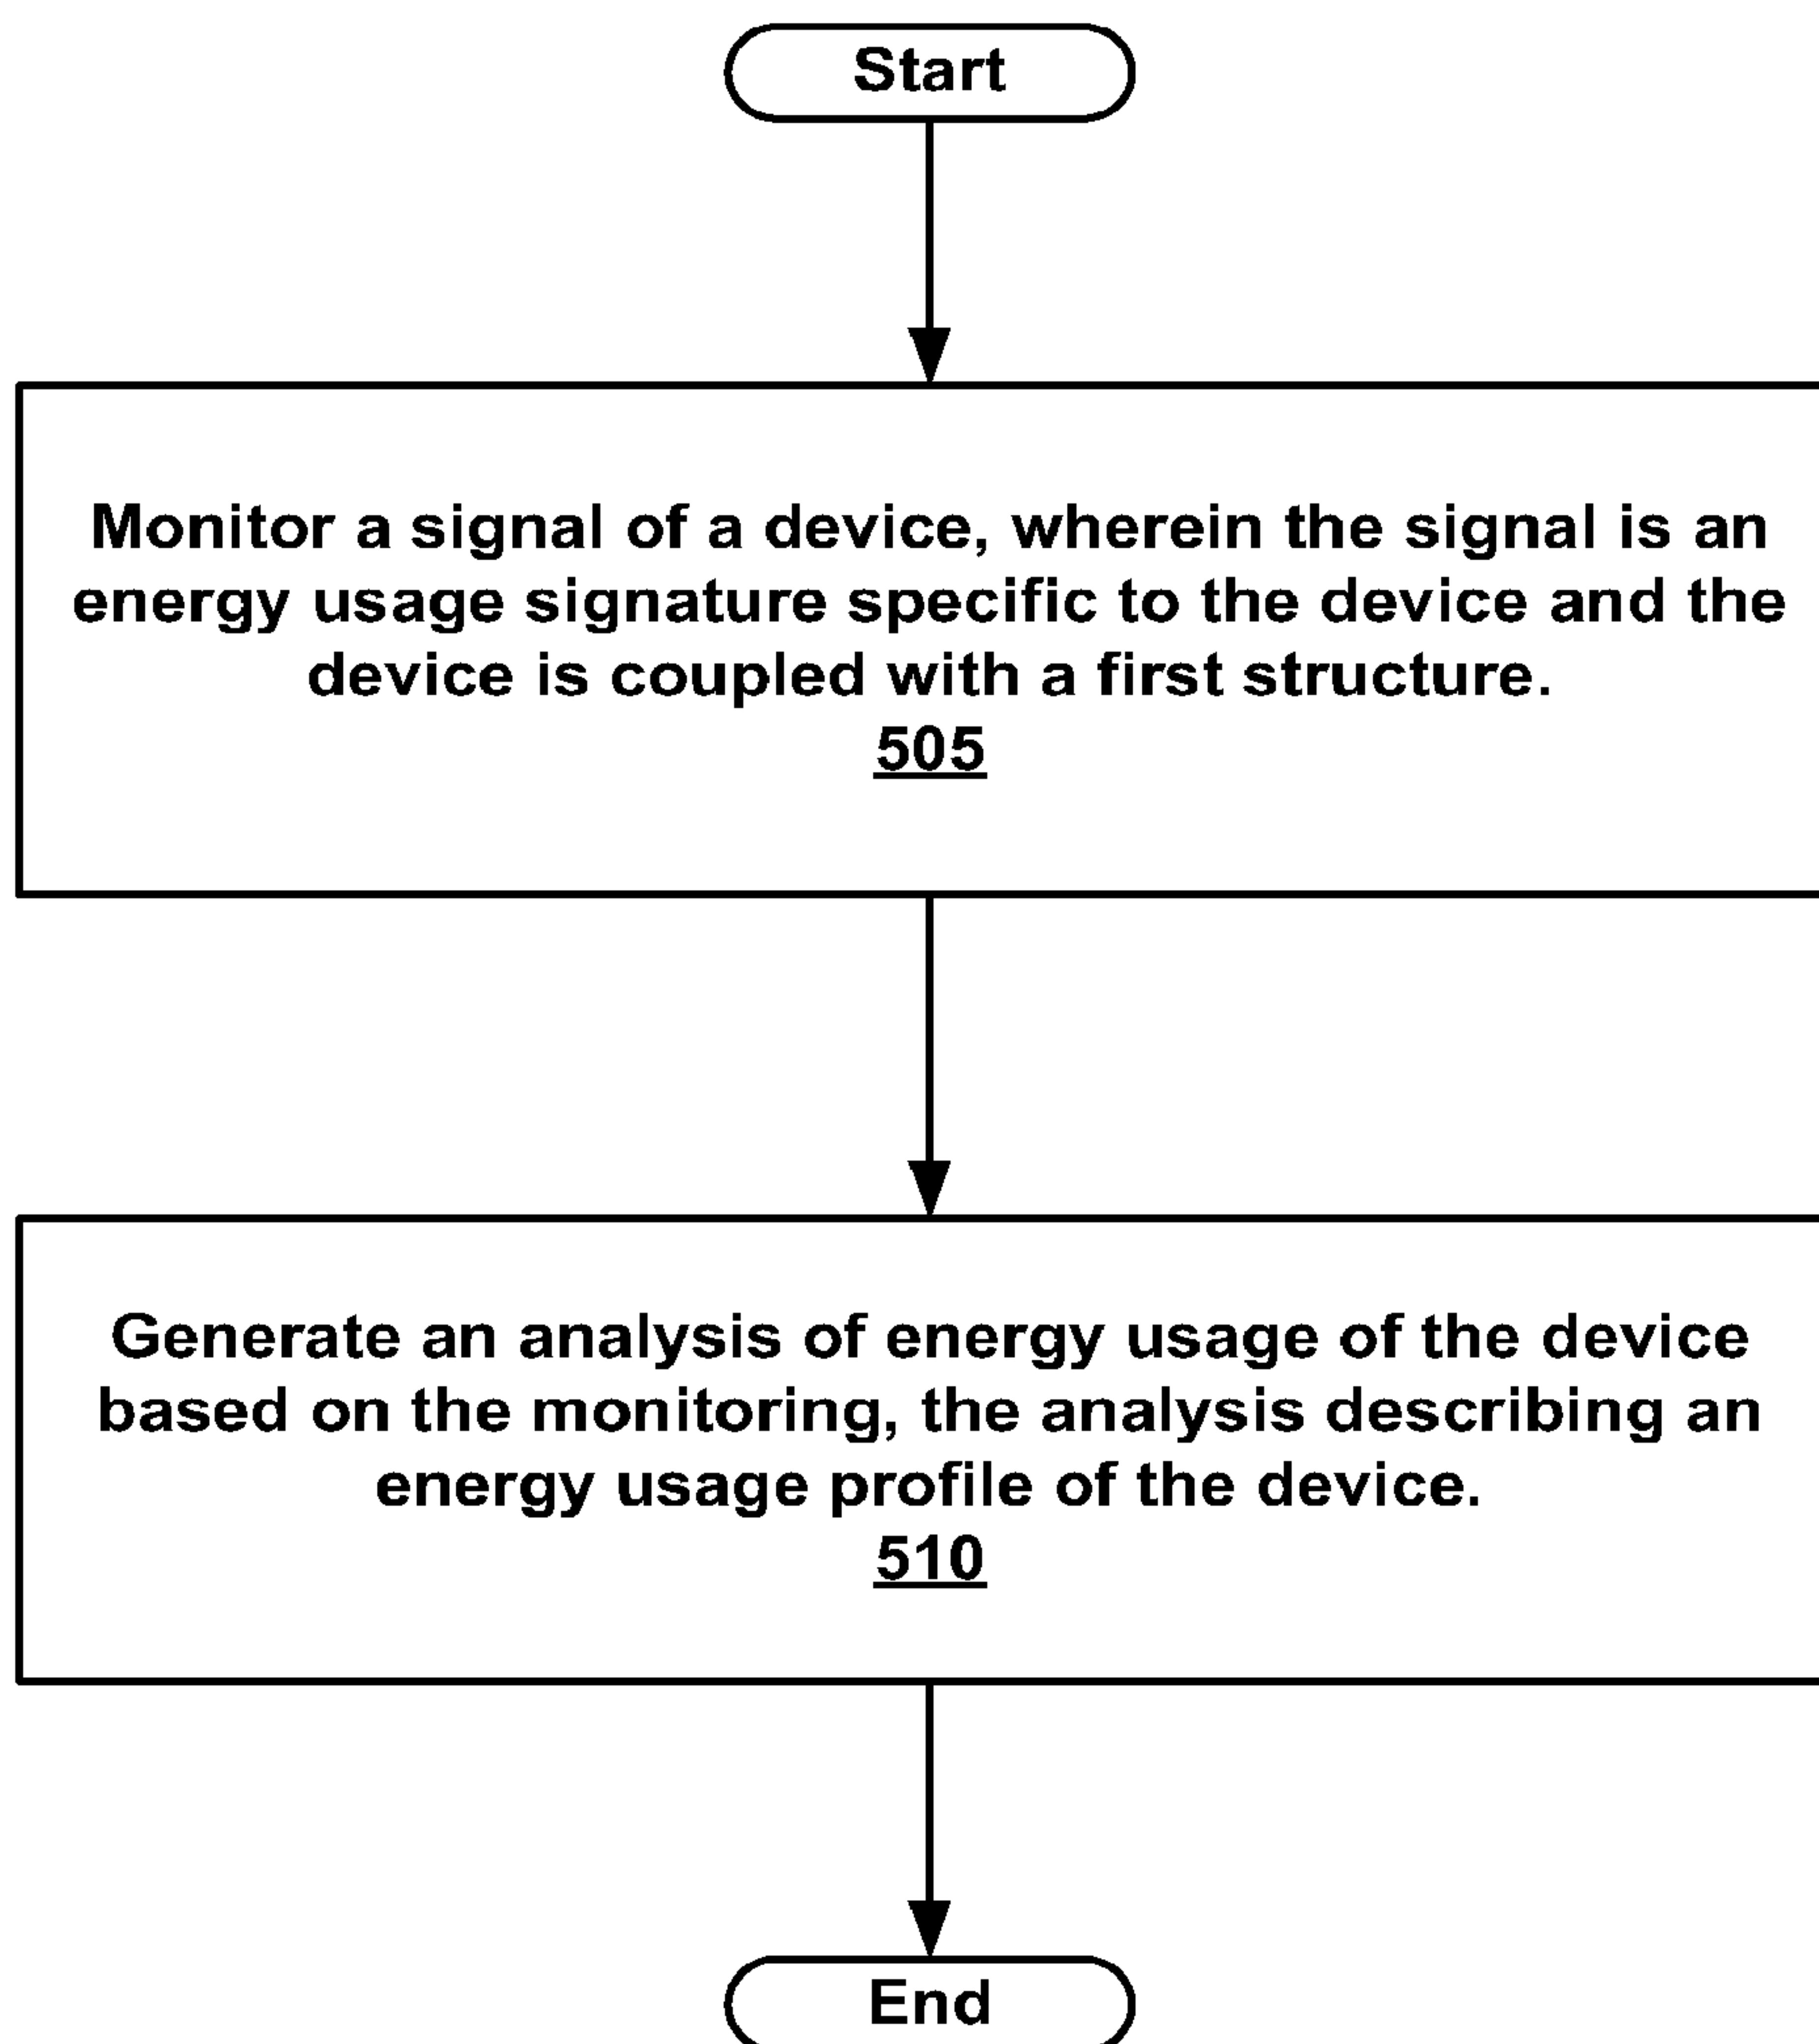 Start
Monitor a signal of a device, wherein the signal is an
energy usage signature specific to the device and the
device is coupled with a first structure.
505
Generate an analysis of energy usage of the device
based on the monitoring, the analysis describing an
energy usage profile of the device.
510
End